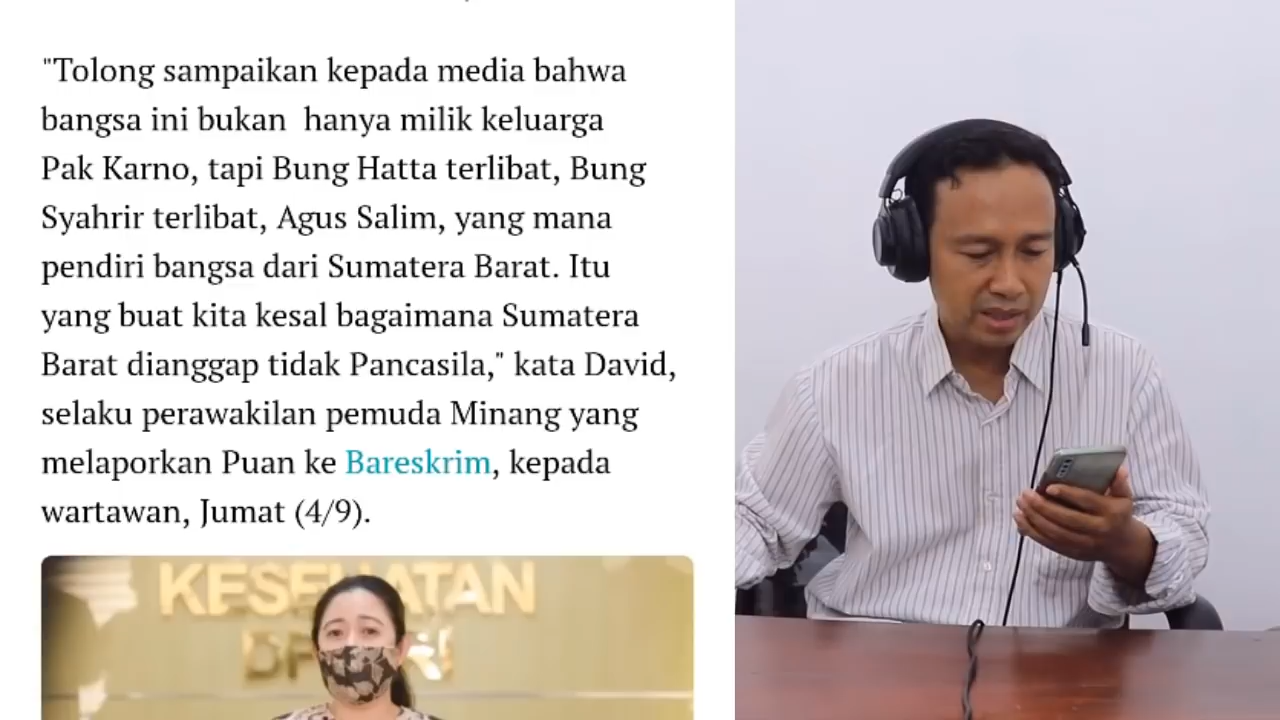 "Tolong sampaikan kepada media bahwa
bangsa ini bukan  hanya milik keluarga
Pak Karno, tapi Bung Hatta terlibat, Bung
Syahrir terlibat, Agus Salim, yang mana
pendiri bangsa dari Sumatera Barat. Itu
yang buat kita kesal bagaimana Sumatera
Barat dianggap tidak Pancasila," kata David,
selaku perawakilan pemuda Minang yang
melaporkan Puan ke Bareskrim, kepada
wartawan, Jumat (4/9).
KESEHATAN